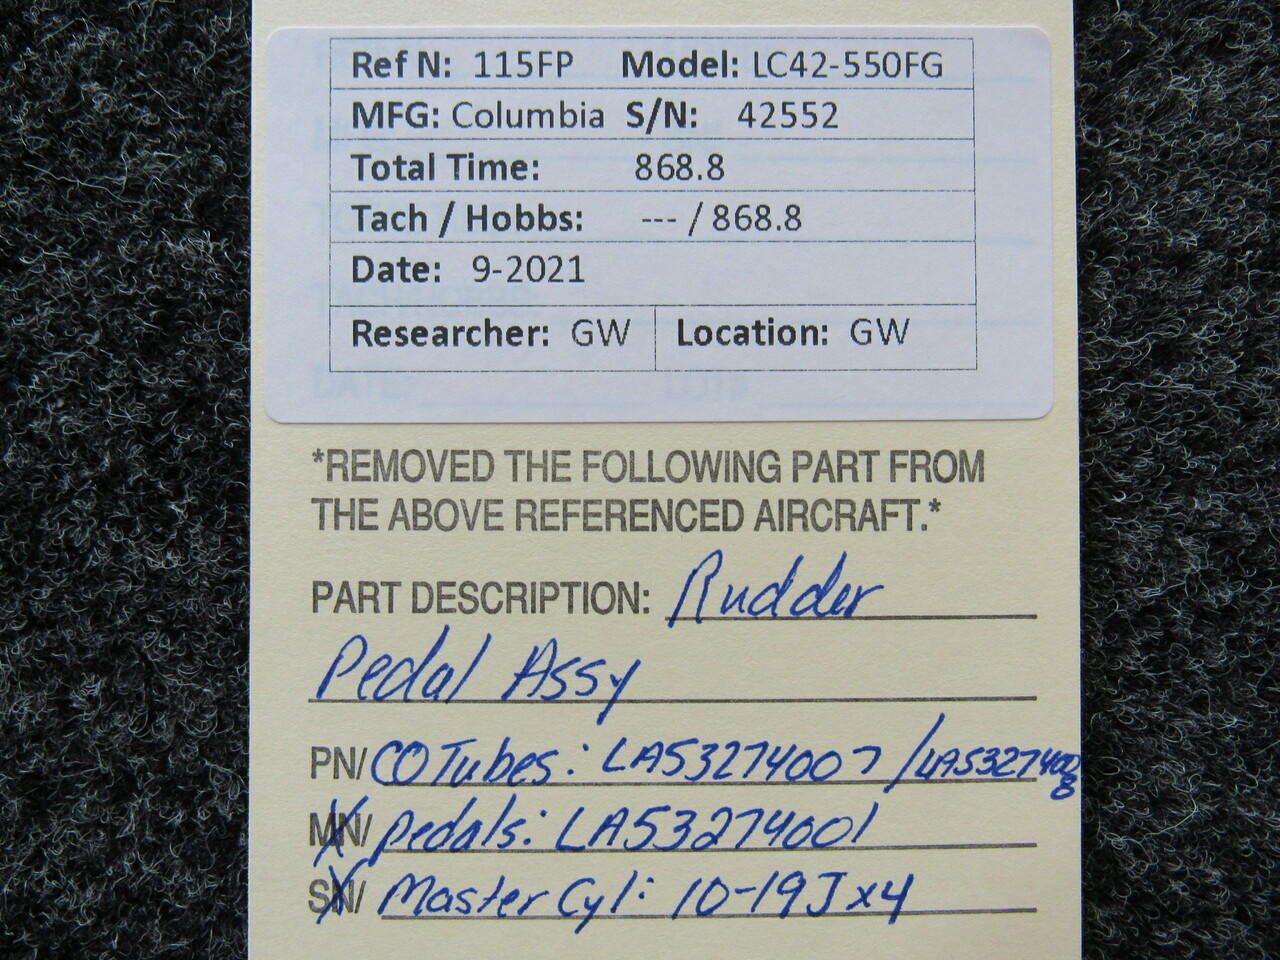 Ref N: 115FP Model: LC42-550FG
MFG: Columbia S/N: 42552
Total Time: 868.8
Tach / Hobbs: --- / 868.8
Date: 9-2021
Researcher: GW Location: GW
*REMOVED THE FOLLOWING PART FROM
THE ABOVE REFERENCED AIRCRAFT.*
PART DESCRIPTION: Rudder
Pedal Assy
PN/ COTubes: LA53274007 / LA53274008
MN/ pedals: LA53274001
SN/ Master Cyl: 10-19J x4